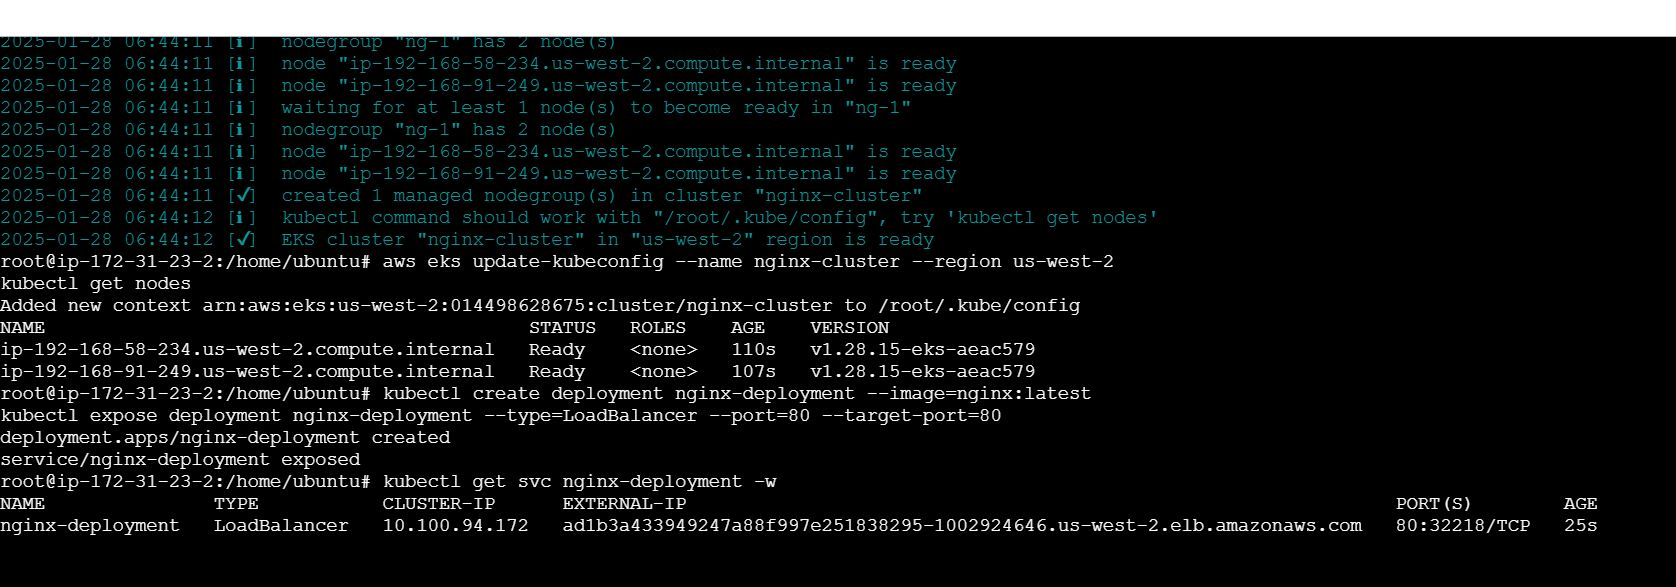 2025-01-28 06:44:11 [ℹ]  nodegroup "ng-1" has 2 node(s)
2025-01-28 06:44:11 [ℹ]  node "ip-192-168-58-234.us-west-2.compute.internal" is ready
2025-01-28 06:44:11 [ℹ]  node "ip-192-168-91-249.us-west-2.compute.internal" is ready
2025-01-28 06:44:11 [ℹ]  waiting for at least 1 node(s) to become ready in "ng-1"
2025-01-28 06:44:11 [ℹ]  nodegroup "ng-1" has 2 node(s)
2025-01-28 06:44:11 [ℹ]  node "ip-192-168-58-234.us-west-2.compute.internal" is ready
2025-01-28 06:44:11 [ℹ]  node "ip-192-168-91-249.us-west-2.compute.internal" is ready
2025-01-28 06:44:11 [✓]  created 1 managed nodegroup(s) in cluster "nginx-cluster"
2025-01-28 06:44:12 [ℹ]  kubectl command should work with "/root/.kube/config", try 'kubectl get nodes'
2025-01-28 06:44:12 [✓]  EKS cluster "nginx-cluster" in "us-west-2" region is ready
root@ip-172-31-23-2:/home/ubuntu# aws eks update-kubeconfig --name nginx-cluster --region us-west-2
kubectl get nodes
Added new context arn:aws:eks:us-west-2:014498628675:cluster/nginx-cluster to /root/.kube/config
NAME                                           STATUS   ROLES    AGE    VERSION
ip-192-168-58-234.us-west-2.compute.internal   Ready    <none>   110s   v1.28.15-eks-aeac579
ip-192-168-91-249.us-west-2.compute.internal   Ready    <none>   107s   v1.28.15-eks-aeac579
root@ip-172-31-23-2:/home/ubuntu# kubectl create deployment nginx-deployment --image=nginx:latest
kubectl expose deployment nginx-deployment --type=LoadBalancer --port=80 --target-port=80
deployment.apps/nginx-deployment created
service/nginx-deployment exposed
root@ip-172-31-23-2:/home/ubuntu# kubectl get svc nginx-deployment -w
NAME               TYPE           CLUSTER-IP      EXTERNAL-IP                                                               PORT(S)        AGE
nginx-deployment   LoadBalancer   10.100.94.172   ad1b3a433949247a88f997e251838295-1002924646.us-west-2.elb.amazonaws.com   80:32218/TCP   25s